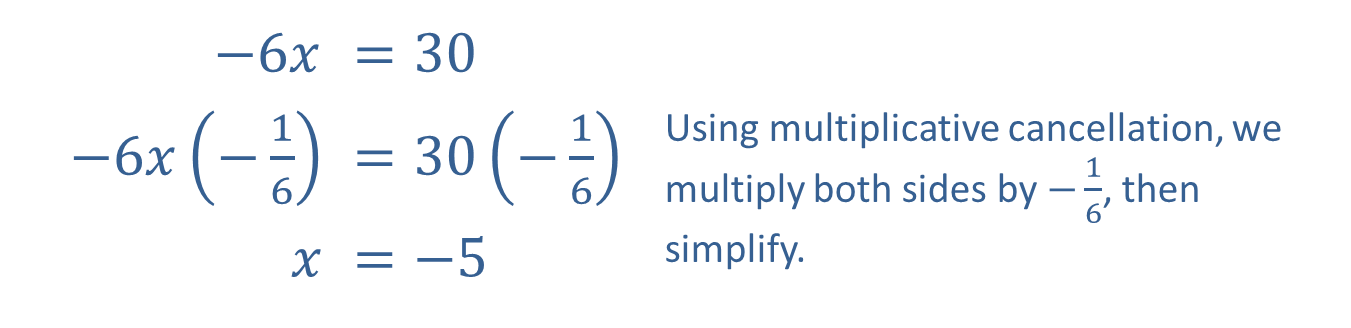 −6x = 30
−6x(−1/6) = 30(−1/6)
x = −5
Using multiplicative cancellation, we
multiply both sides by −1/6, then
simplify.